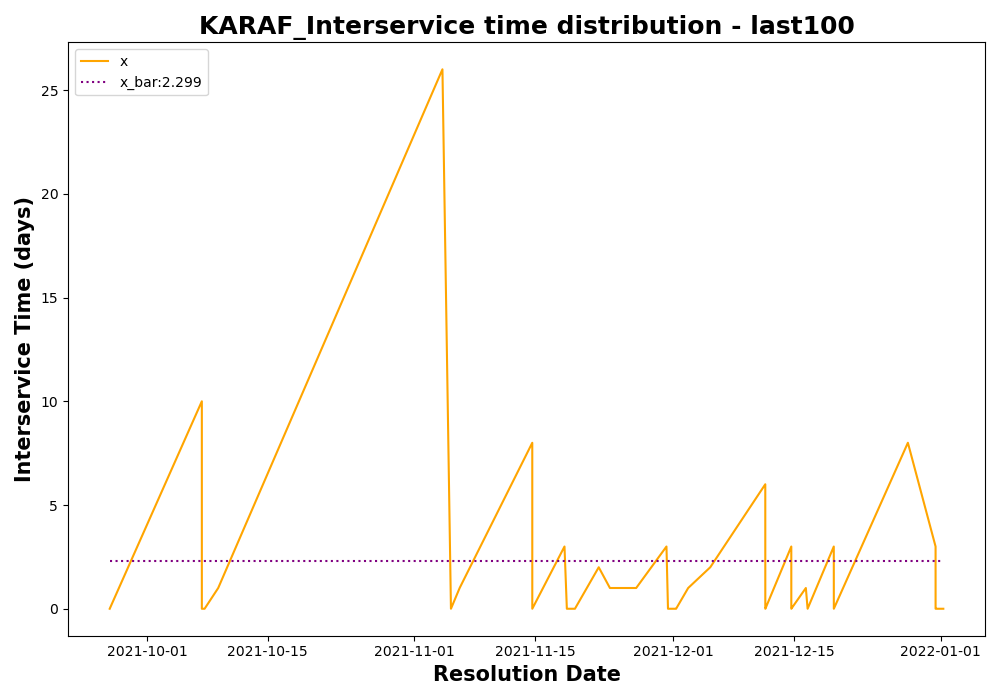 KARAF_Interservice time distribution - last100
x
x_bar:2.299
25
20
15
10
5
0
Interservice Time (days)
2021-10-01 2021-10-15 2021-11-01 2021-11-15 2021-12-01 2021-12-15 2022-01-01
Resolution Date